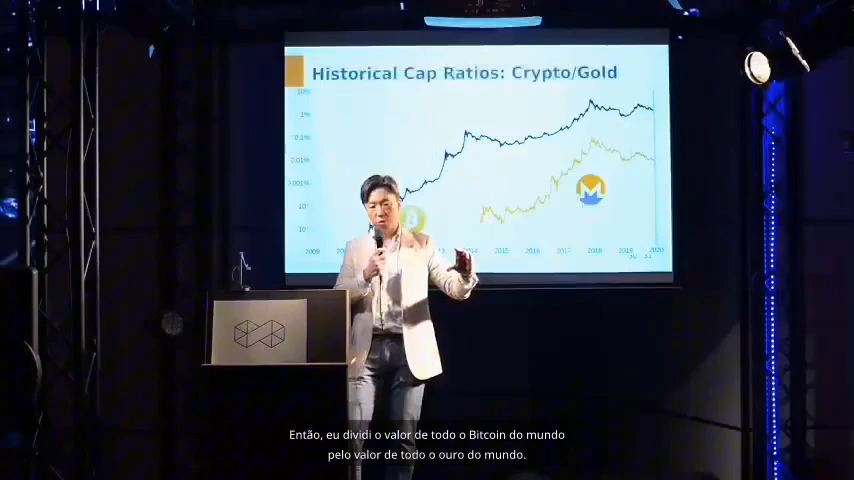 Historical Cap Ratios: Crypto/Gold
10%
1%
0.1%
0.01%
0.001%
2009
2014 2015 2016 2017 2018 2019 2020
Então, eu dividi o valor de todo o Bitcoin do mundo
pelo valor de todo o ouro do mundo.